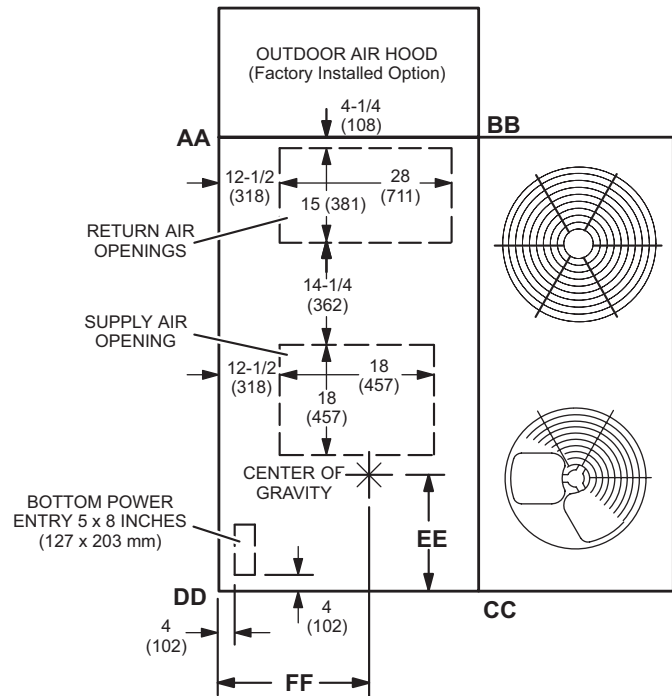 OUTDOOR AIR HOOD
(Factory Installed Option)
4-1/4
(108)
AA
BB
12-1/2
(318)
28
(711)
15 (381)
RETURN AIR
OPENINGS
14-1/4
(362)
SUPPLY AIR
OPENING
12-1/2
(318)
18
(457)
18
(457)
CENTER OF
GRAVITY
BOTTOM POWER
ENTRY 5 x 8 INCHES
(127 x 203 mm)
EE
DD
CC
4
(102)
4
(102)
FF